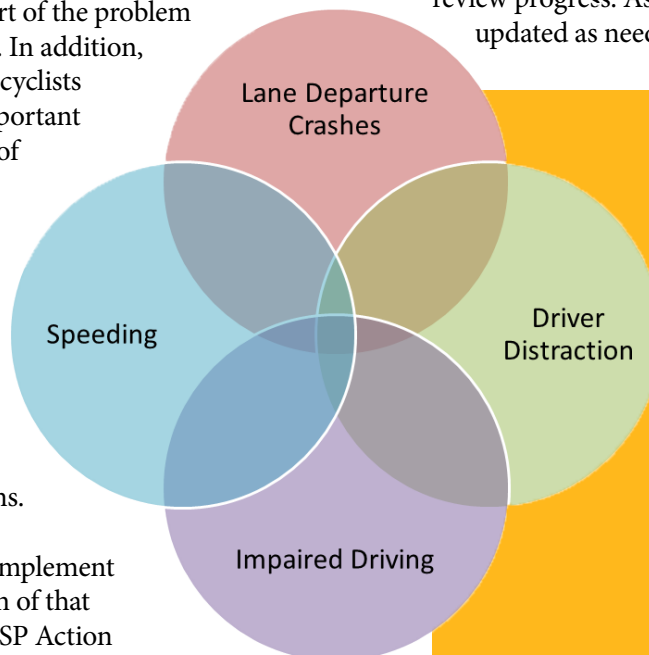 rt of the problem
. In addition,
cyclists
portant
of
ns.
mplement
n of that
SP Action
review progress. As
updated as need
Lane Departure
Crashes
Speeding
Driver
Distraction
Impaired Driving